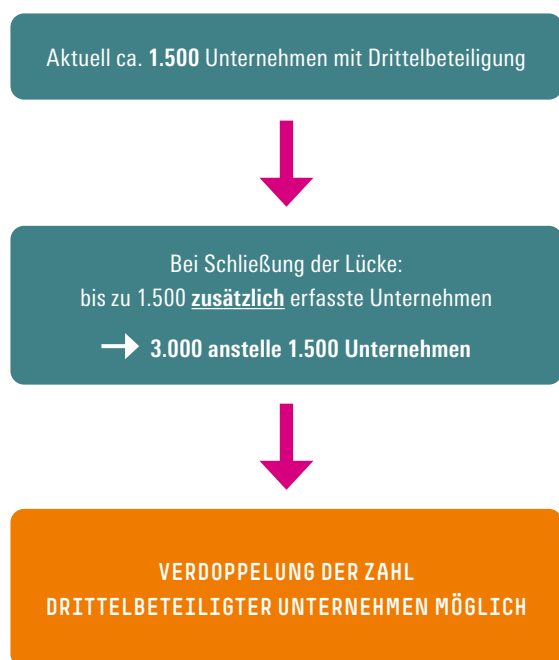 Aktuell ca. 1.500 Unternehmen mit Drittelbeteiligung
Bei Schließung der Lücke:
bis zu 1.500 zusätzlich erfasste Unternehmen
→ 3.000 anstelle 1.500 Unternehmen
VERDOPPELUNG DER ZAHL
DRITTELBETEILIGTER UNTERNEHMEN MÖGLICH